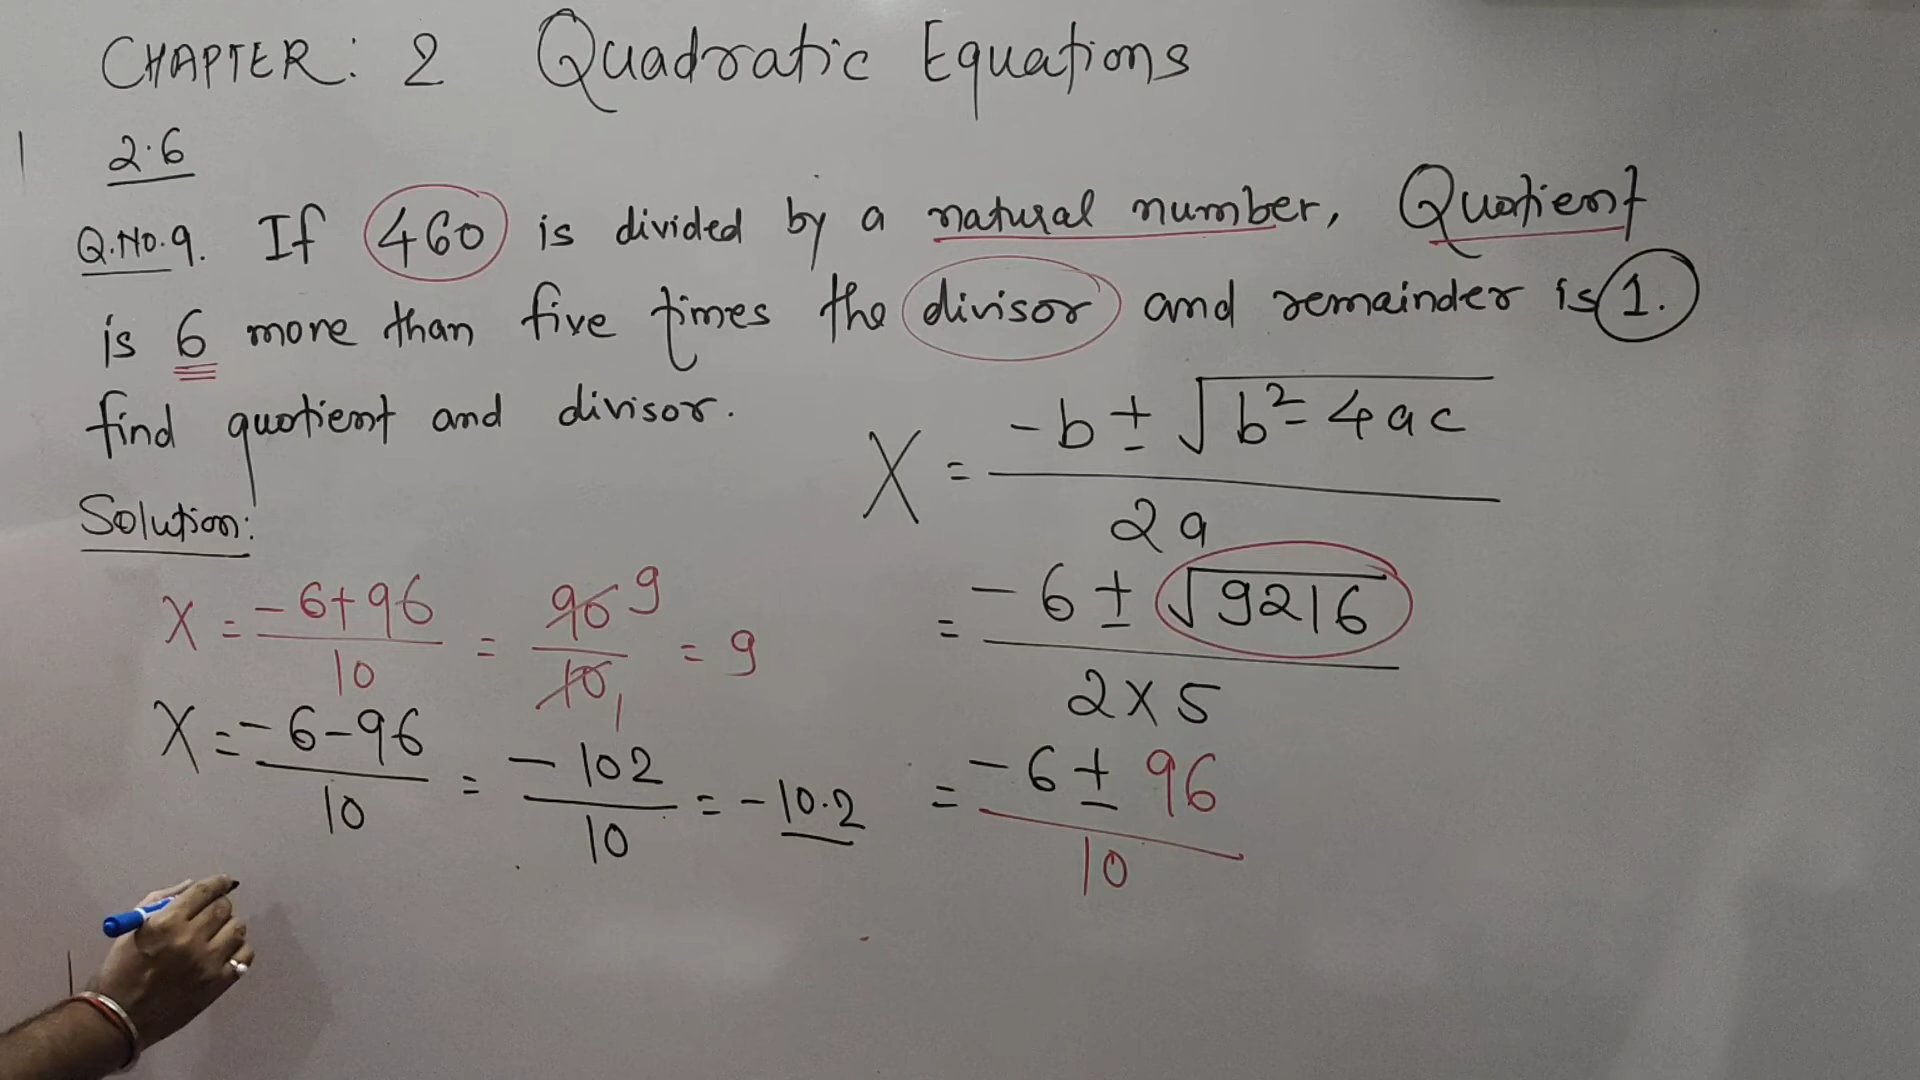 CHAPTER: 2 Quadratic Equations
2.6
Q.No.9. If 460 is divided by a natural number, Quotient
is 6 more than five times the divisor and remainder is 1.
find quotient and divisor.
Solution:
X = -b ± √b² - 4ac / 2a
= -6 ± √9216 / 2 × 5
= -6 ± 96 / 10
X = -6+96 / 10 = 90 9 / 10 1 = 9
X = -6-96 / 10 = -102 / 10 = -10.2